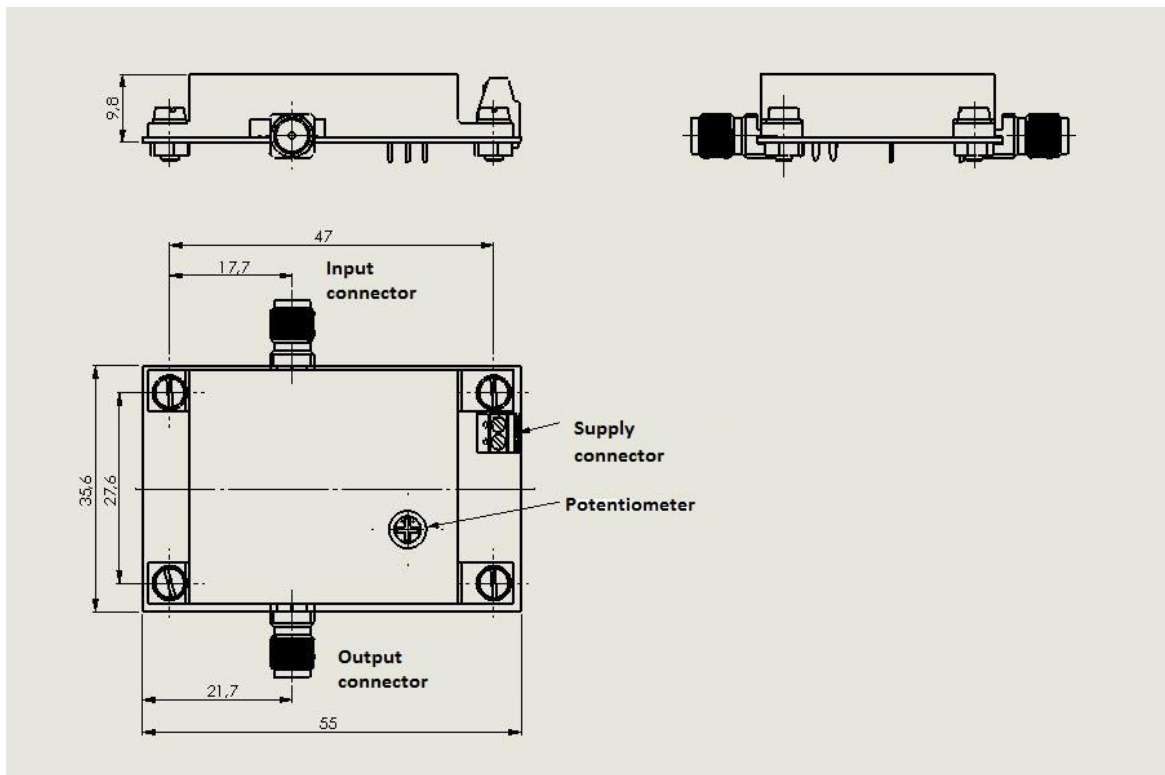 9,8
47
17,7
Input
connector
Supply
connector
35,6
27,6
Potentiometer
Output
connector
21,7
55